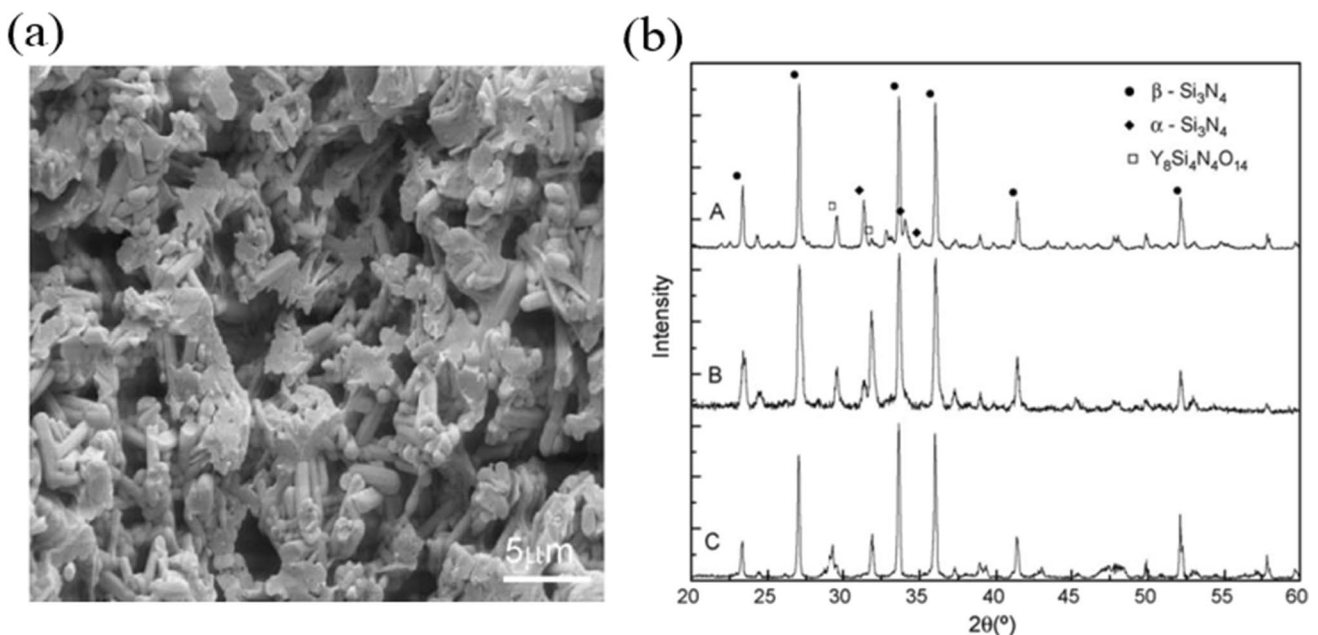 (a)
5μm
(b)
● β - Si₃N₄
◆ α - Si₃N₄
□ Y₈Si₄N₄O₁₄
A
B
C
Intensity
20 25 30 35 40 45 50 55 60
2θ(º)